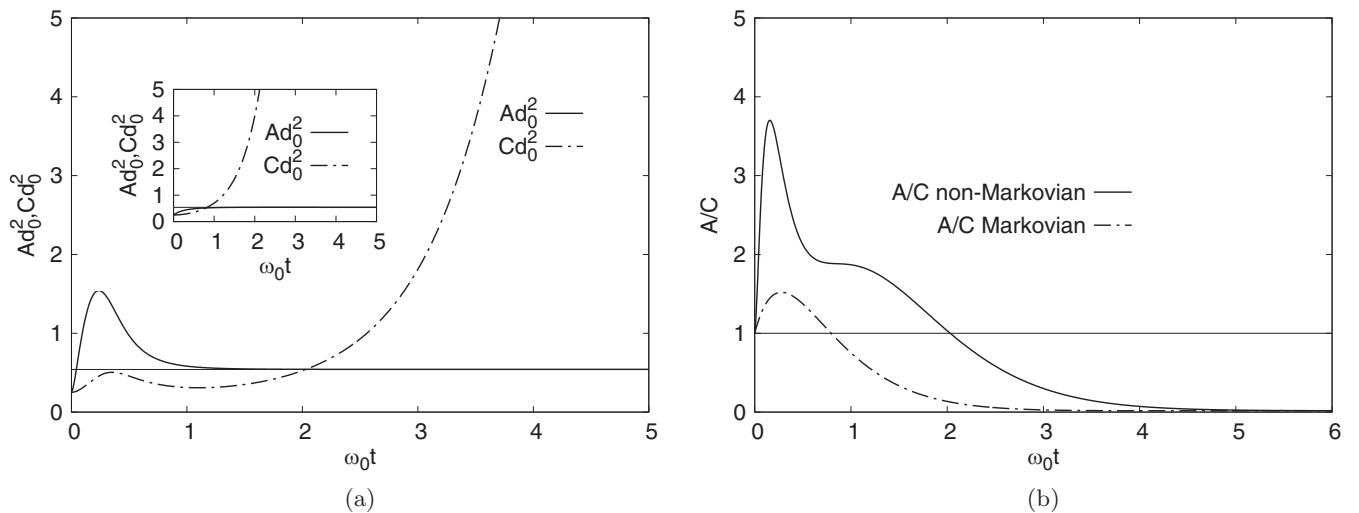 5
4
3
2
1
0
Ad₀²,Cd₀²
0 1 2 3 4 5
ω₀t
Ad₀²
Cd₀²
5
4
3
2
1
0
Ad₀²,Cd₀²
Ad₀²
Cd₀²
0 1 2 3 4 5
ω₀t
(a)
5
4
3
2
1
0
A/C
A/C non-Markovian
A/C Markovian
0 1 2 3 4 5 6
ω₀t
(b)